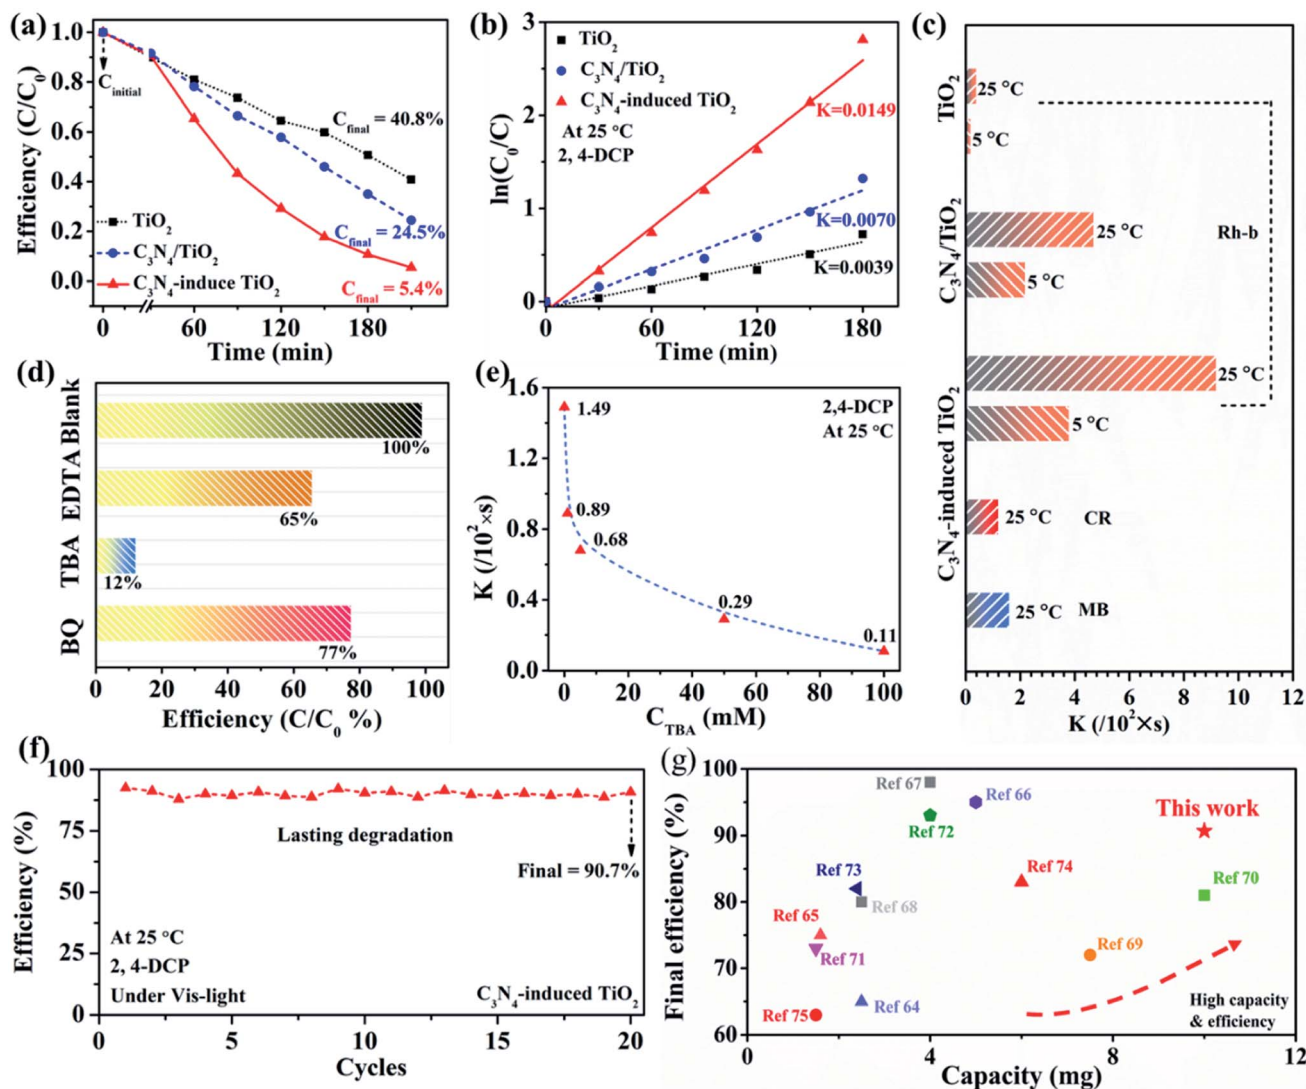 (a)
Efficiency (C/C₀)
1.0
0.8
0.6
0.4
0.2
0.0
C_initial
C_final = 40.8%
C_final = 24.5%
C_final = 5.4%
TiO₂
C₃N₄/TiO₂
C₃N₄-induce TiO₂
0 60 120 180
Time (min)
(b)
ln(C₀/C)
3
2
1
0
TiO₂
C₃N₄/TiO₂
C₃N₄-induced TiO₂
At 25 °C
2, 4-DCP
K=0.0149
K=0.0070
K=0.0039
0 60 120 180
Time (min)
(c)
TiO₂
C₃N₄/TiO₂
C₃N₄-induced TiO₂
25 °C
5 °C
25 °C
Rh-b
5 °C
25 °C
5 °C
25 °C CR
25 °C MB
0 2 4 6 8 10 12
K (/10²×s)
(d)
Blank
EDTA
TBA
BQ
100%
65%
12%
77%
0 20 40 60 80 100
Efficiency (C/C₀ %)
(e)
K (/10²×s)
1.6
1.2
0.8
0.4
0.0
2,4-DCP
At 25 °C
1.49
0.89
0.68
0.29
0.11
0 20 40 60 80 100
C_TBA (mM)
(f)
Efficiency (%)
100
75
50
25
0
Lasting degradation
Final = 90.7%
At 25 °C
2, 4-DCP
Under Vis-light
C₃N₄-induced TiO₂
0 5 10 15 20
Cycles
(g)
Final efficiency (%)
100
90
80
70
60
Ref 67
Ref 66
Ref 72
This work
Ref 73
Ref 74
Ref 70
Ref 68
Ref 65
Ref 71
Ref 69
Ref 64
Ref 75
High capacity
& efficiency
0 4 8 12
Capacity (mg)